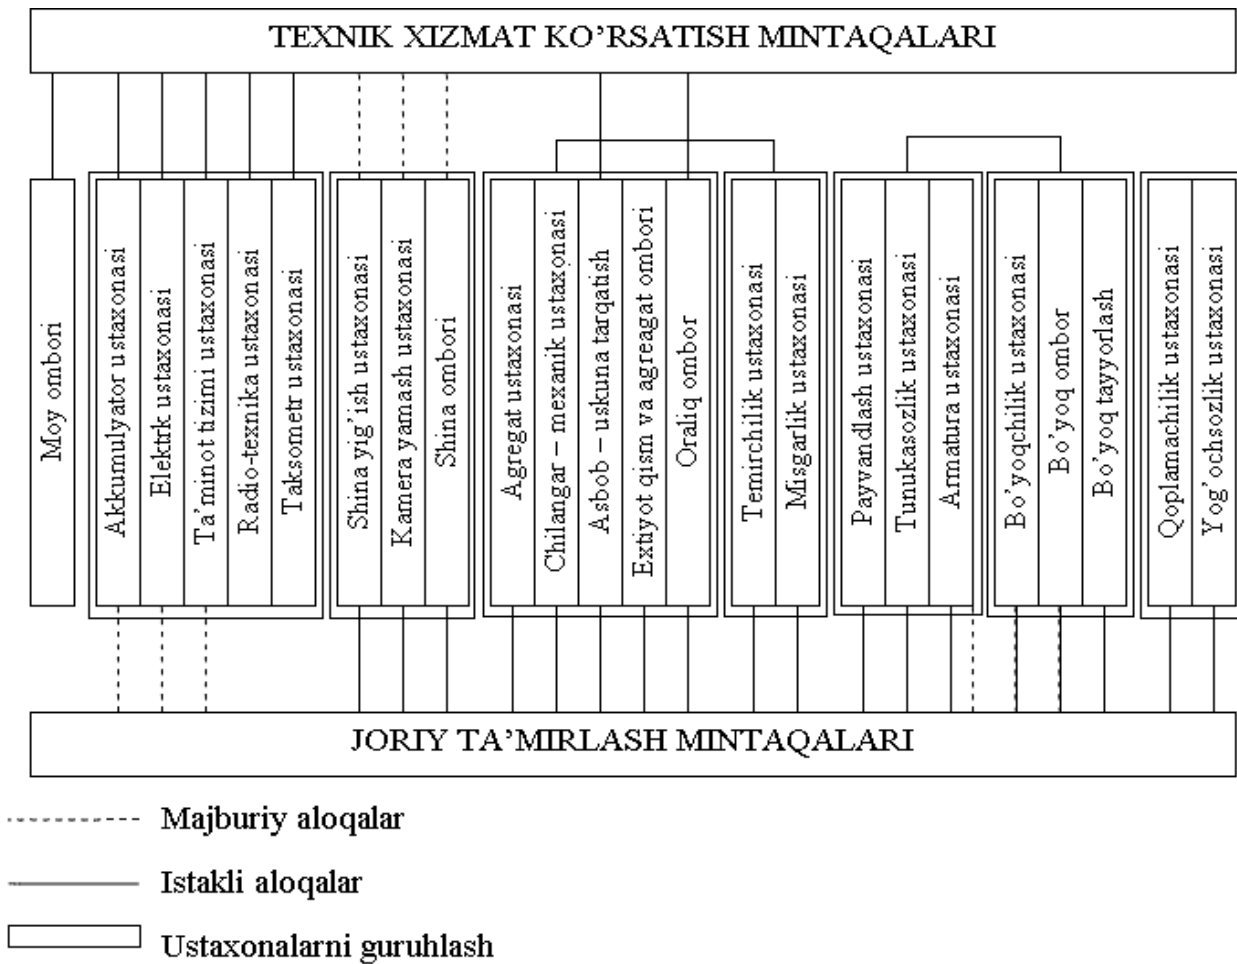 TEXNIK XIZMAT KO’RSATISH MINTAQALARI
Moy ombori
Akkumulyator ustaxonasi
Elektrk ustaxonasi
Ta’minot tizimi ustaxonasi
Radio-texnika ustaxonasi
Taksometr ustaxonasi
Shina yig’ish ustaxonasi
Kamera yamash ustaxonasi
Shina ombori
Agregat ustaxonasi
Chilangar – mexanik ustaxonasi
Asbob – uskuna tarqatish
Extiyot qism va agreagat ombori
Oraliq ombor
Temirchilik ustaxonasi
Misgarlik ustaxonasi
Payvandlash ustaxonasi
Tunukasozlik ustaxonasi
Armatura ustaxonasi
Bo’yoqchilik ustaxonasi
Bo’yoq ombor
Bo’yoq tayyorlash
Qoplamachilik ustaxonasi
Yog’ochsozlik ustaxonasi
JORIY TA’MIRLASH MINTAQALARI
Majburiy aloqalar
Istakli aloqalar
Ustaxonalarni guruhlash